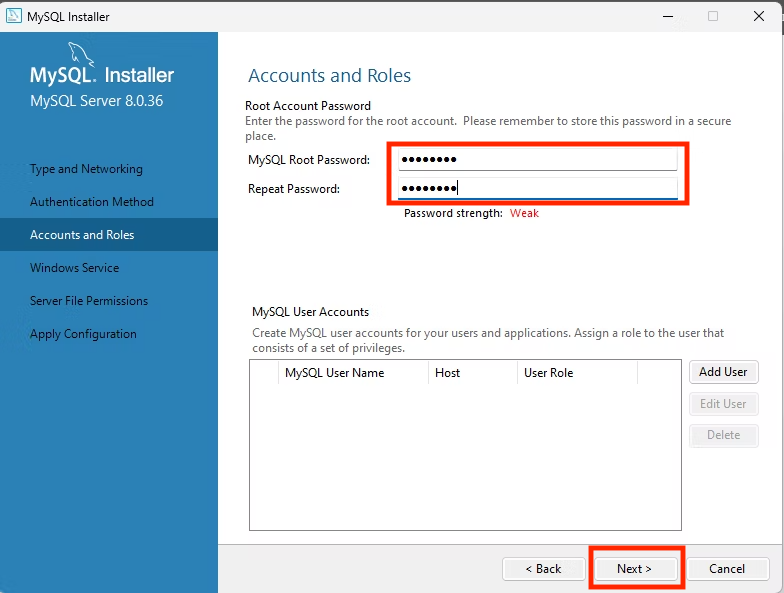 MySQL Installer
MySQL. Installer
MySQL Server 8.0.36
Type and Networking
Authentication Method
Accounts and Roles
Windows Service
Server File Permissions
Apply Configuration
Accounts and Roles
Root Account Password
Enter the password for the root account.  Please remember to store this password in a secure
place.
MySQL Root Password: ●●●●●●●●
Repeat Password: ●●●●●●●●
Password strength: Weak
MySQL User Accounts
Create MySQL user accounts for your users and applications. Assign a role to the user that
consists of a set of privileges.
MySQL User Name Host User Role
Add User
Edit User
Delete
< Back Next > Cancel